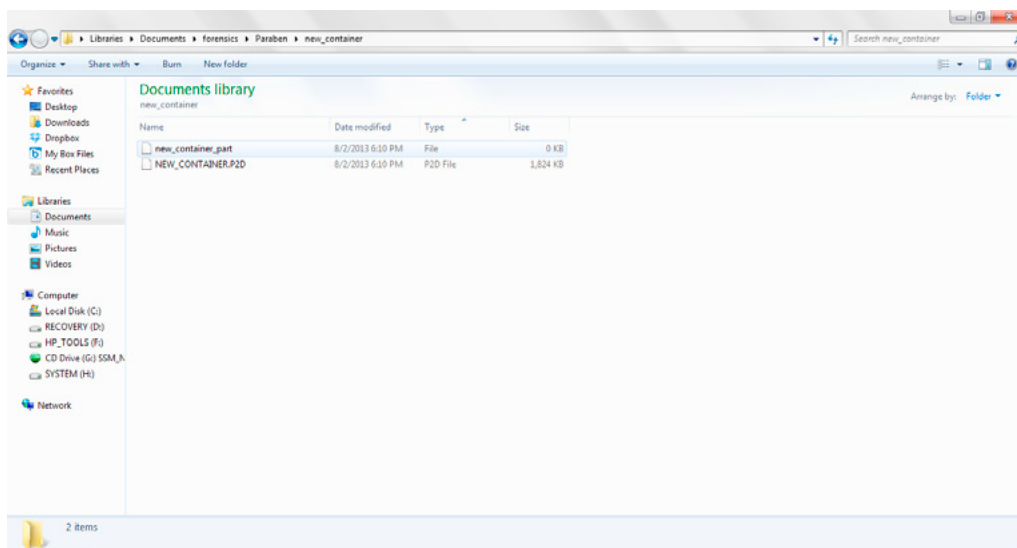 Libraries Documents forensics Paraben new_container
Search new_container
Organize Share with Burn New folder
Favorites
Desktop
Downloads
Dropbox
My Box Files
Recent Places
Libraries
Documents
Music
Pictures
Videos
Computer
Local Disk (C:)
RECOVERY (D:)
HP_TOOLS (F:)
CD Drive (G:) SSM_N
SYSTEM (H:)
Network
Documents library
new_container
Arrange by: Folder
Name Date modified Type Size
new_container_part 8/2/2013 6:10 PM File 0 KB
NEW_CONTAINER.P2D 8/2/2013 6:10 PM P2D File 1,824 KB
2 items